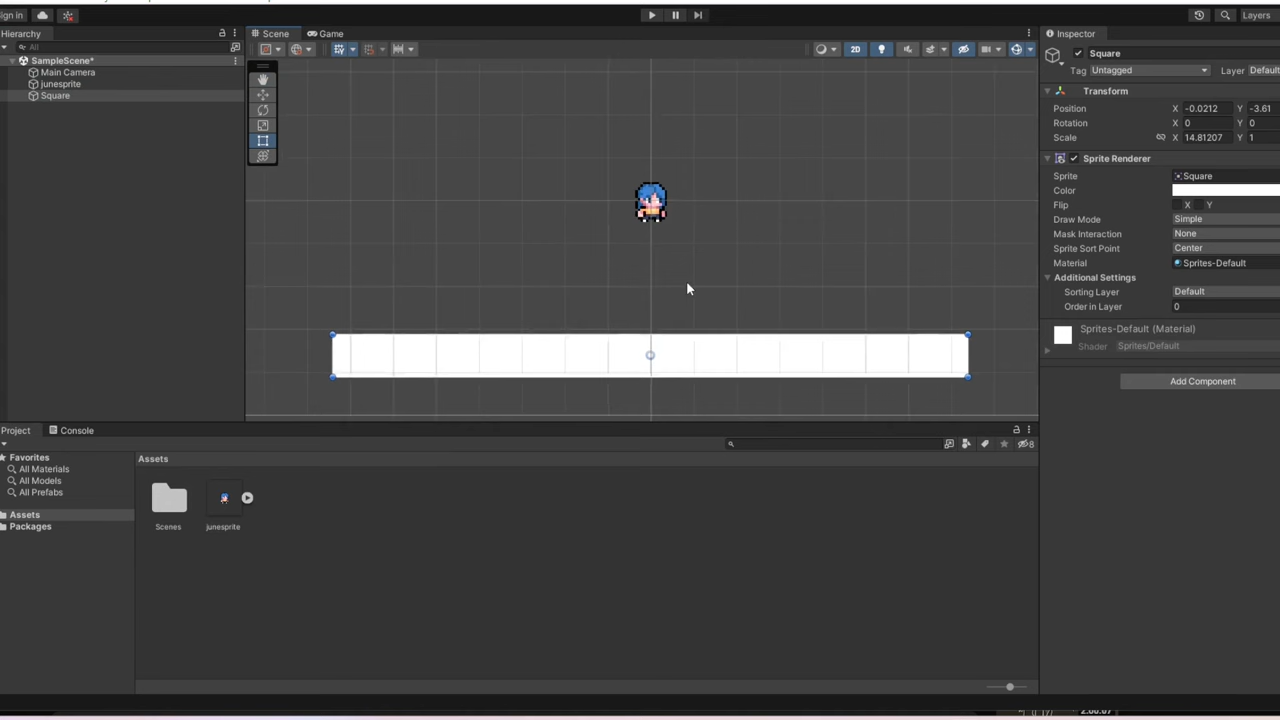 Sign in
Layers
Hierarchy
Scene
Game
Inspector
All
2D
Square
SampleScene*
Tag Untagged Layer Default
Main Camera
junesprite
Square
Transform
Position X -0.0212 Y -3.61
Rotation X 0 Y 0
Scale X 14.81207 Y 1
Sprite Renderer
Sprite Square
Color
Flip X Y
Draw Mode Simple
Mask Interaction None
Sprite Sort Point Center
Material Sprites-Default
Additional Settings
Sorting Layer Default
Order in Layer 0
Sprites-Default (Material)
Shader Sprites/Default
Add Component
Project Console
8
Favorites
All Materials
All Models
All Prefabs
Assets
Packages
Assets
Scenes
junesprite